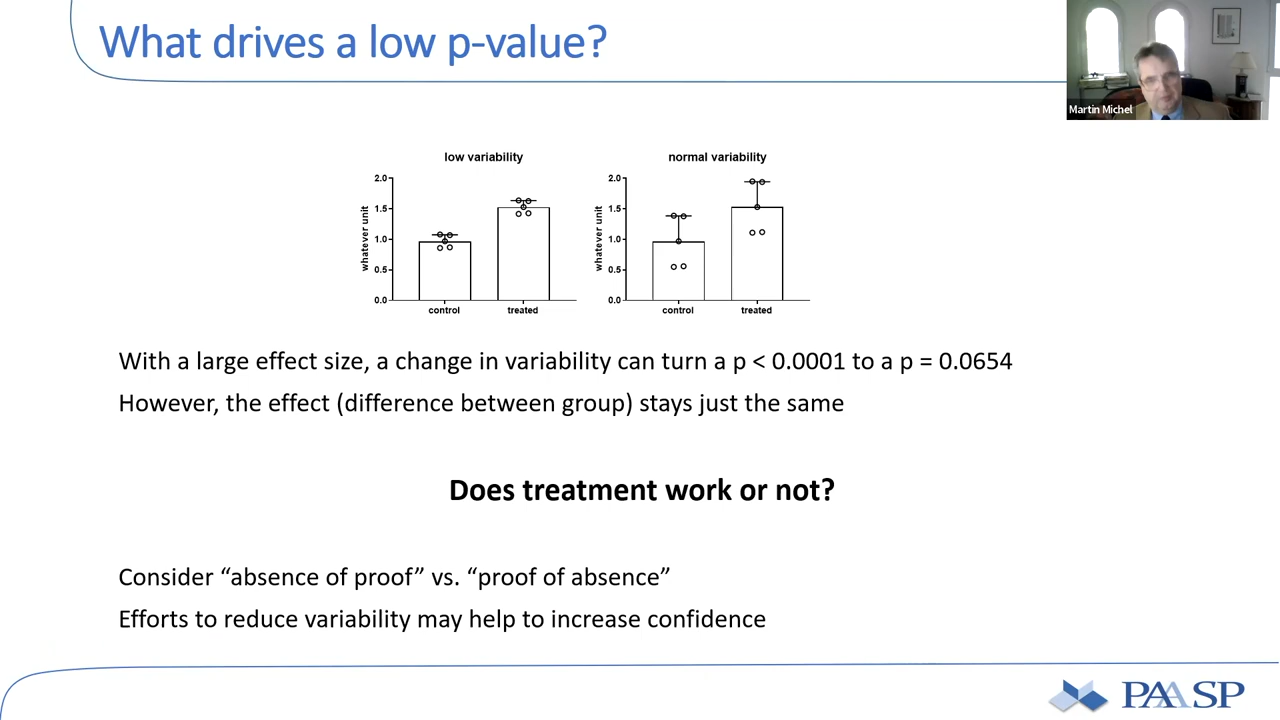 What drives a low p-value?
Martin Michel
low variability
normal variability
2.0
1.5
1.0
0.5
0.0
whatever unit
control
treated
2.0
1.5
1.0
0.5
0.0
whatever unit
control
treated
With a large effect size, a change in variability can turn a p < 0.0001 to a p = 0.0654
However, the effect (difference between group) stays just the same
Does treatment work or not?
Consider “absence of proof” vs. “proof of absence”
Efforts to reduce variability may help to increase confidence
PAASP